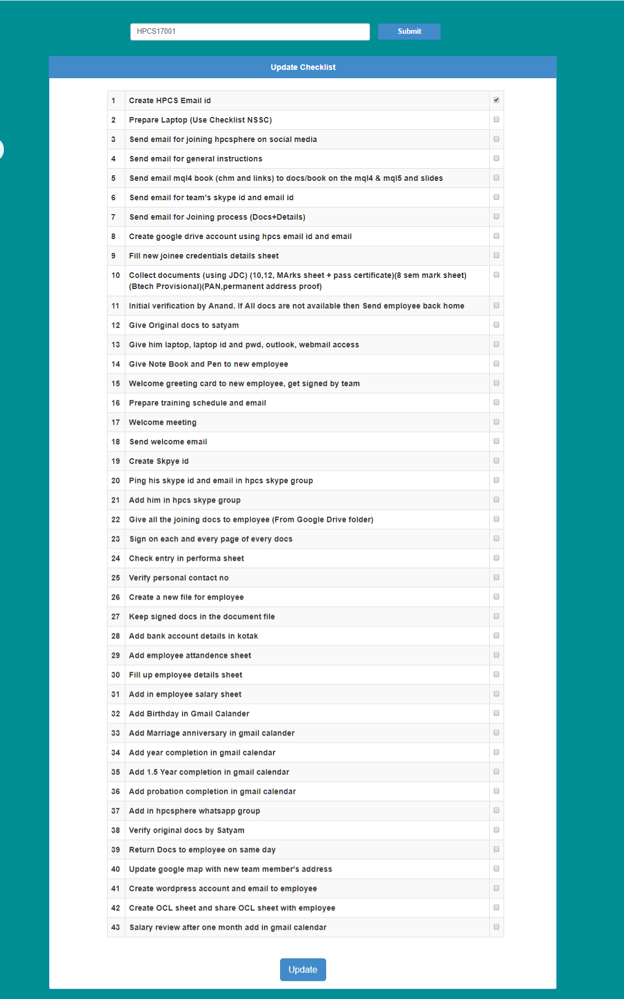 HPCS17001
Submit
Update Checklist
1 Create HPCS Email id
2 Prepare Laptop (Use Checklist NSSC)
3 Send email for joining hpcsphere on social media
4 Send email for general instructions
5 Send email mql4 book (chm and links) to docs/book on the mql4 & mql5 and slides
6 Send email for team's skype id and email id
7 Send email for Joining process (Docs+Details)
8 Create google drive account using hpcs email id and email
9 Fill new joinee credentials details sheet
10 Collect documents (using JDC) (10,12, MArks sheet + pass certificate)(8 sem mark sheet)
(Btech Provisional)(PAN,permanent address proof)
11 Initial verification by Anand. If All docs are not available then Send employee back home
12 Give Original docs to satyam
13 Give him laptop, laptop id and pwd, outlook, webmail access
14 Give Note Book and Pen to new employee
15 Welcome greeting card to new employee, get signed by team
16 Prepare training schedule and email
17 Welcome meeting
18 Send welcome email
19 Create Skpye id
20 Ping his skype id and email in hpcs skype group
21 Add him in hpcs skype group
22 Give all the joining docs to employee (From Google Drive folder)
23 Sign on each and every page of every docs
24 Check entry in performa sheet
25 Verify personal contact no
26 Create a new file for employee
27 Keep signed docs in the document file
28 Add bank account details in kotak
29 Add employee attandence sheet
30 Fill up employee details sheet
31 Add in employee salary sheet
32 Add Birthday in Gmail Calander
33 Add Marriage anniversary in gmail calander
34 Add year completion in gmail calendar
35 Add 1.5 Year completion in gmail calendar
36 Add probation completion in gmail calendar
37 Add in hpcsphere whatsapp group
38 Verify original docs by Satyam
39 Return Docs to employee on same day
40 Update google map with new team member's address
41 Create wordpress account and email to employee
42 Create OCL sheet and share OCL sheet with employee
43 Salary review after one month add in gmail calendar
Update